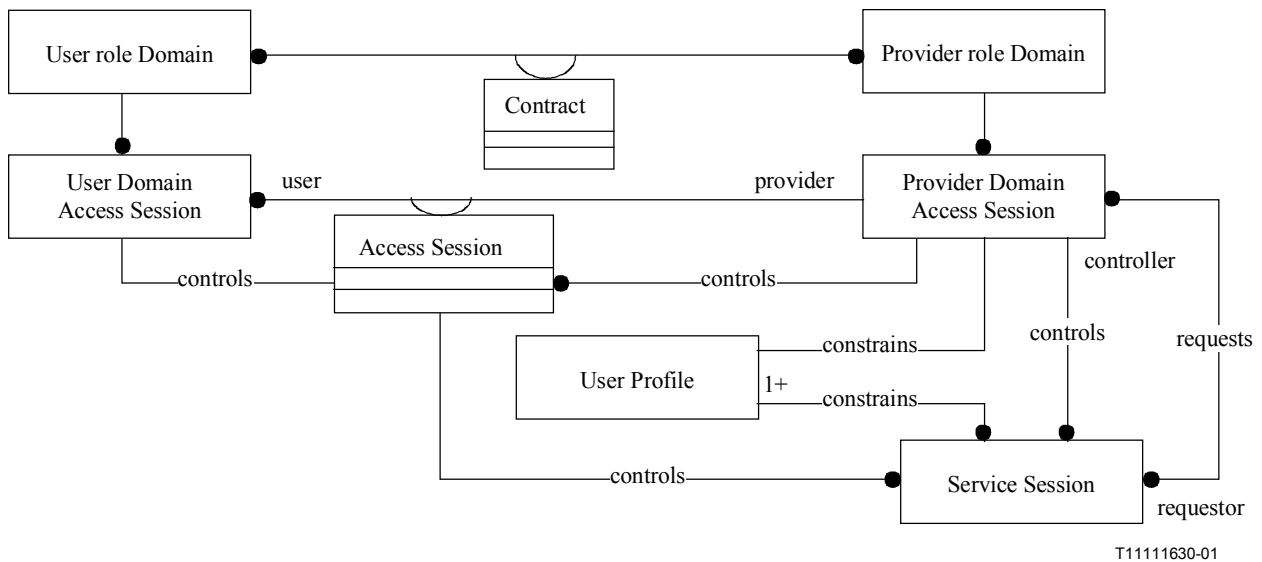 User role Domain
Provider role Domain
Contract
User Domain
Access Session
user
provider
Provider Domain
Access Session
Access Session
controls
controls
controller
controls
requests
constrains
User Profile
1+
constrains
controls
Service Session
requestor
T11111630-01